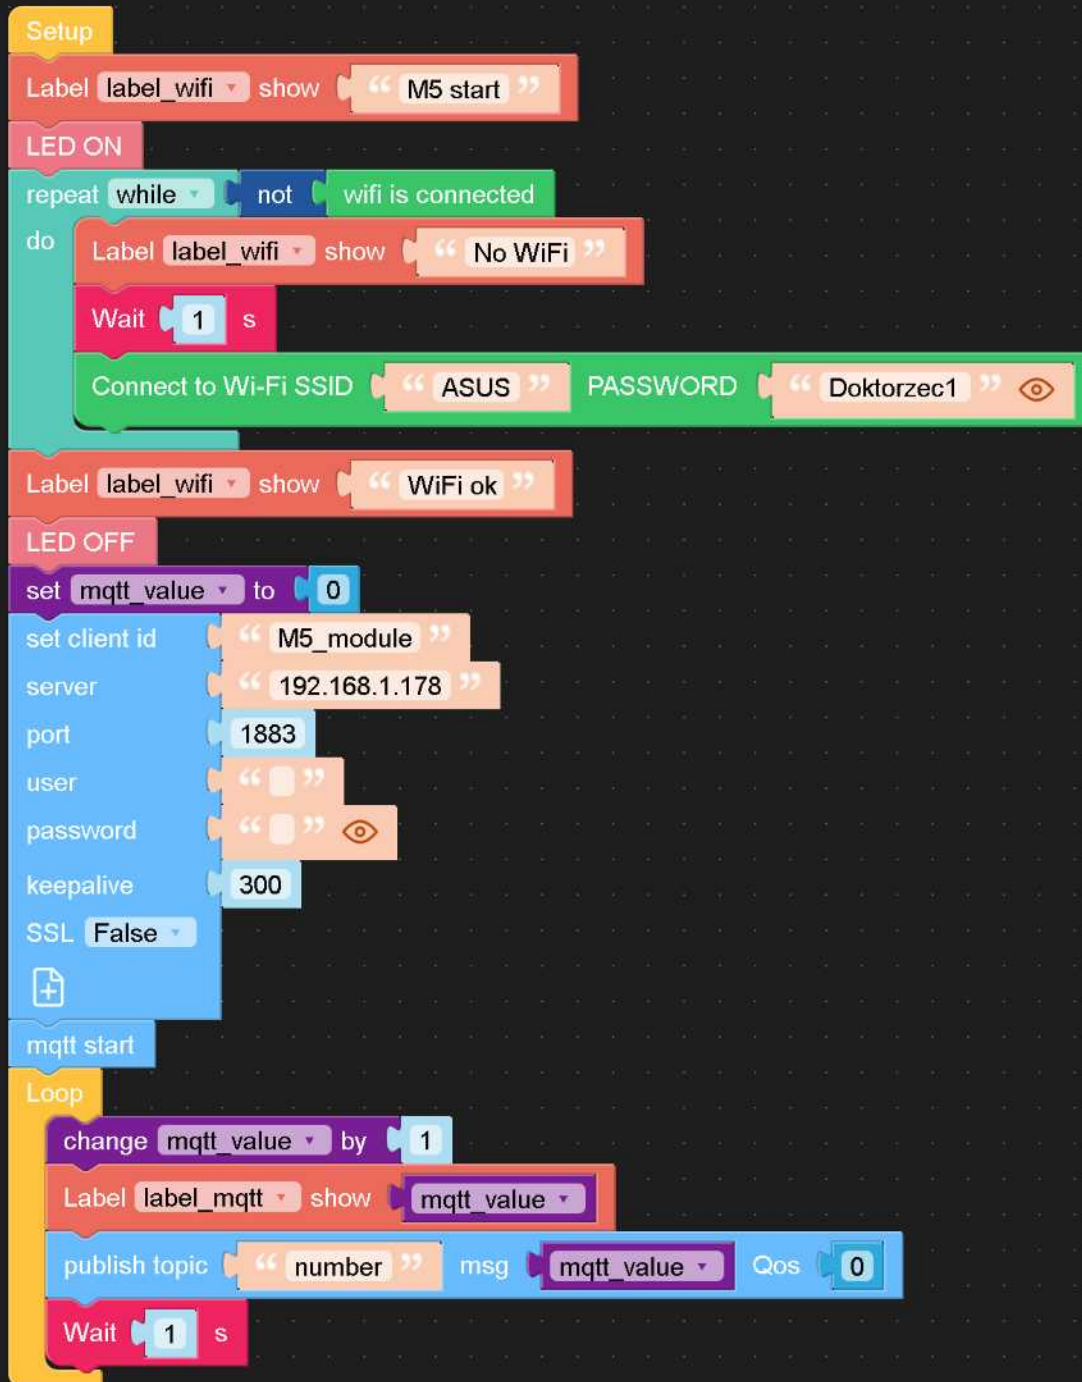 Setup
Label label_wifi show “ M5 start ”
LED ON
repeat while not wifi is connected
do Label label_wifi show “ No WiFi ”
Wait 1 s
Connect to Wi-Fi SSID “ ASUS ” PASSWORD “ Doktorzec1 ”
Label label_wifi show “ WiFi ok ”
LED OFF
set mqtt_value to 0
set client id “ M5_module ”
server “ 192.168.1.178 ”
port 1883
user “ ”
password “ ”
keepalive 300
SSL False
mqtt start
Loop
change mqtt_value by 1
Label label_mqtt show mqtt_value
publish topic “ number ” msg mqtt_value Qos 0
Wait 1 s